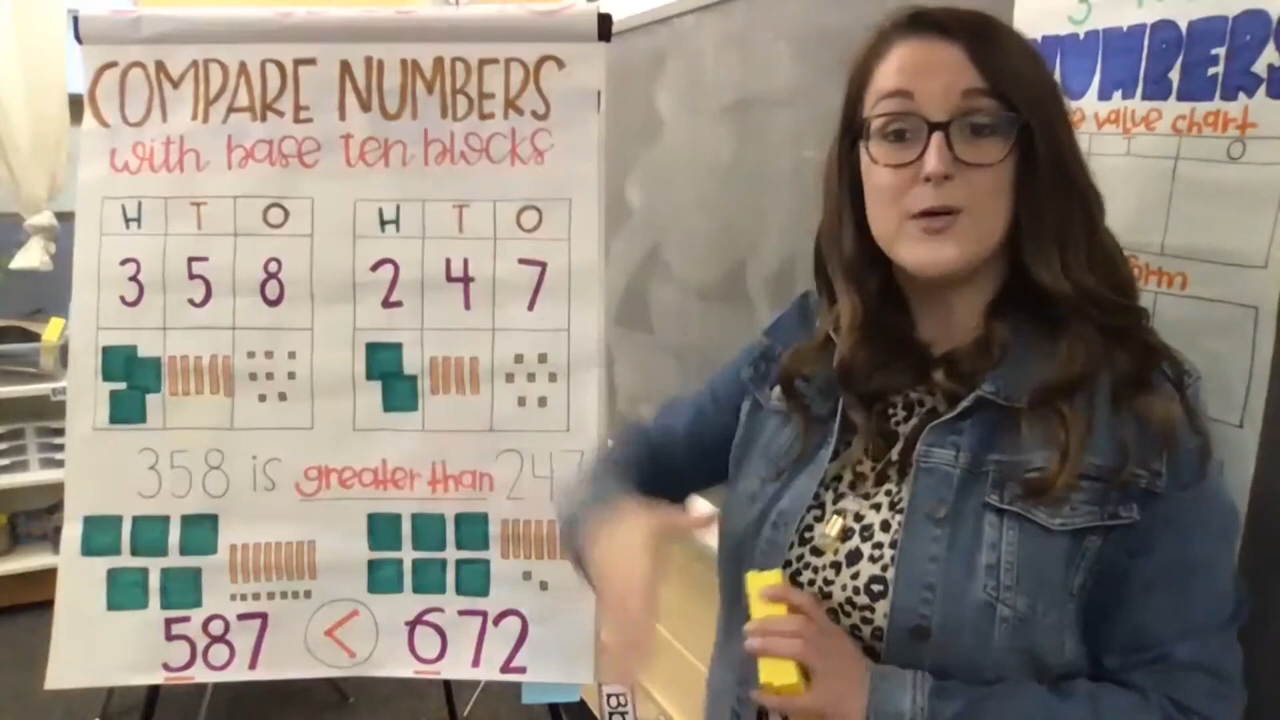 COMPARE NUMBERS
with base ten blocks
H T O
3 5 8
H T O
2 4 7
358 is greater than 247
587 < 672
NUMBERS
value chart
T O